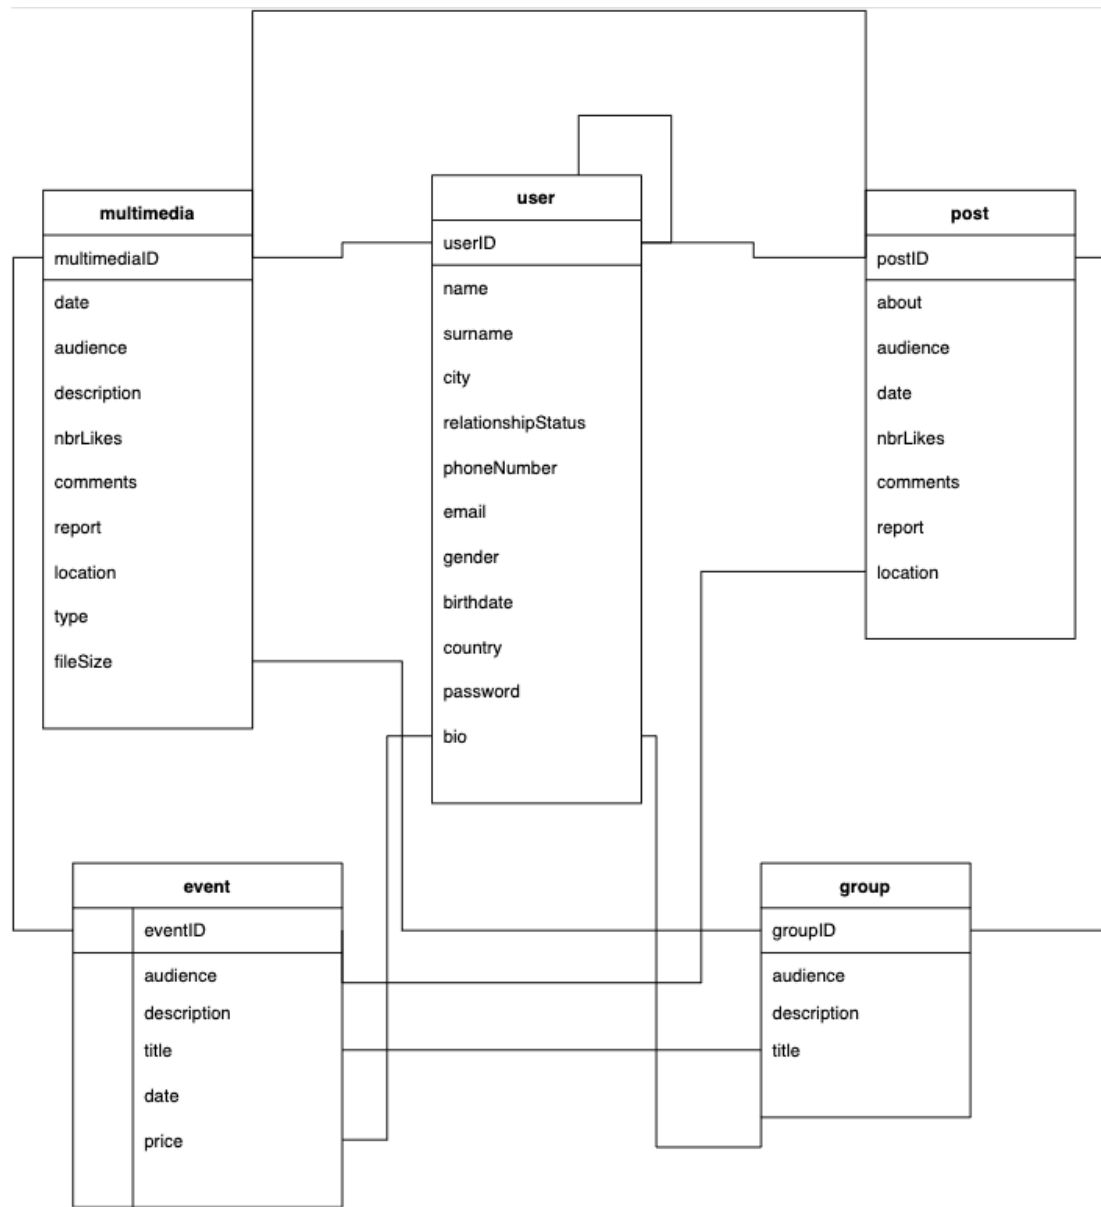 multimedia
multimediaID
date
audience
description
nbrLikes
comments
report
location
type
fileSize
user
userID
name
surname
city
relationshipStatus
phoneNumber
email
gender
birthdate
country
password
bio
post
postID
about
audience
date
nbrLikes
comments
report
location
event
eventID
audience
description
title
date
price
group
groupID
audience
description
title